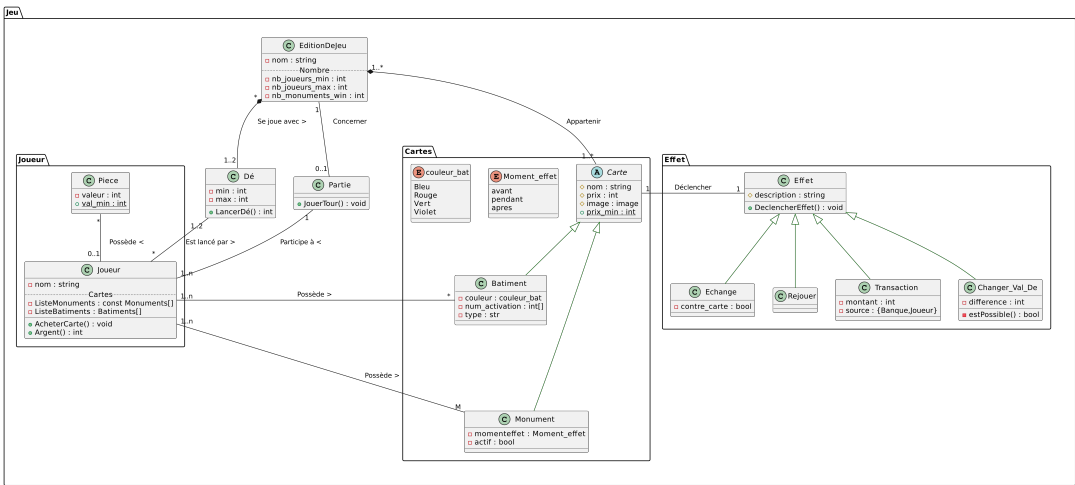 Jeu
C EditionDeJeu
nom : string
Nombre
nb_joueurs_min : int
nb_joueurs_max : int
nb_monuments_win : int
1..*
*
1
Se joue avec >
Concerner
Appartenir
1..2
0..1
1..*
Joueur
C Piece
valeur : int
val_min : int
*
Possède <
0..1
C Dé
min : int
max : int
LancerDé() : int
1..2
Est lancé par >
*
C Partie
JouerTour() : void
1
Participe à <
1..n
C Joueur
nom : string
Cartes
ListeMonuments : const Monuments[]
ListeBatiments : Batiments[]
AcheterCarte() : void
Argent() : int
1..n
Possède >
*
1..n
Possède >
M
Cartes
E couleur_bat
Bleu
Rouge
Vert
Violet
E Moment_effet
avant
pendant
apres
A Carte
nom : string
prix : int
image : image
prix_min : int
1
Déclencher
1
C Batiment
couleur : couleur_bat
num_activation : int[]
type : str
C Monument
momenteffet : Moment_effet
actif : bool
Effet
C Effet
description : string
DeclencherEffet() : void
C Echange
contre_carte : bool
C Rejouer
C Transaction
montant : int
source : {Banque,Joueur}
C Changer_Val_De
difference : int
estPossible() : bool